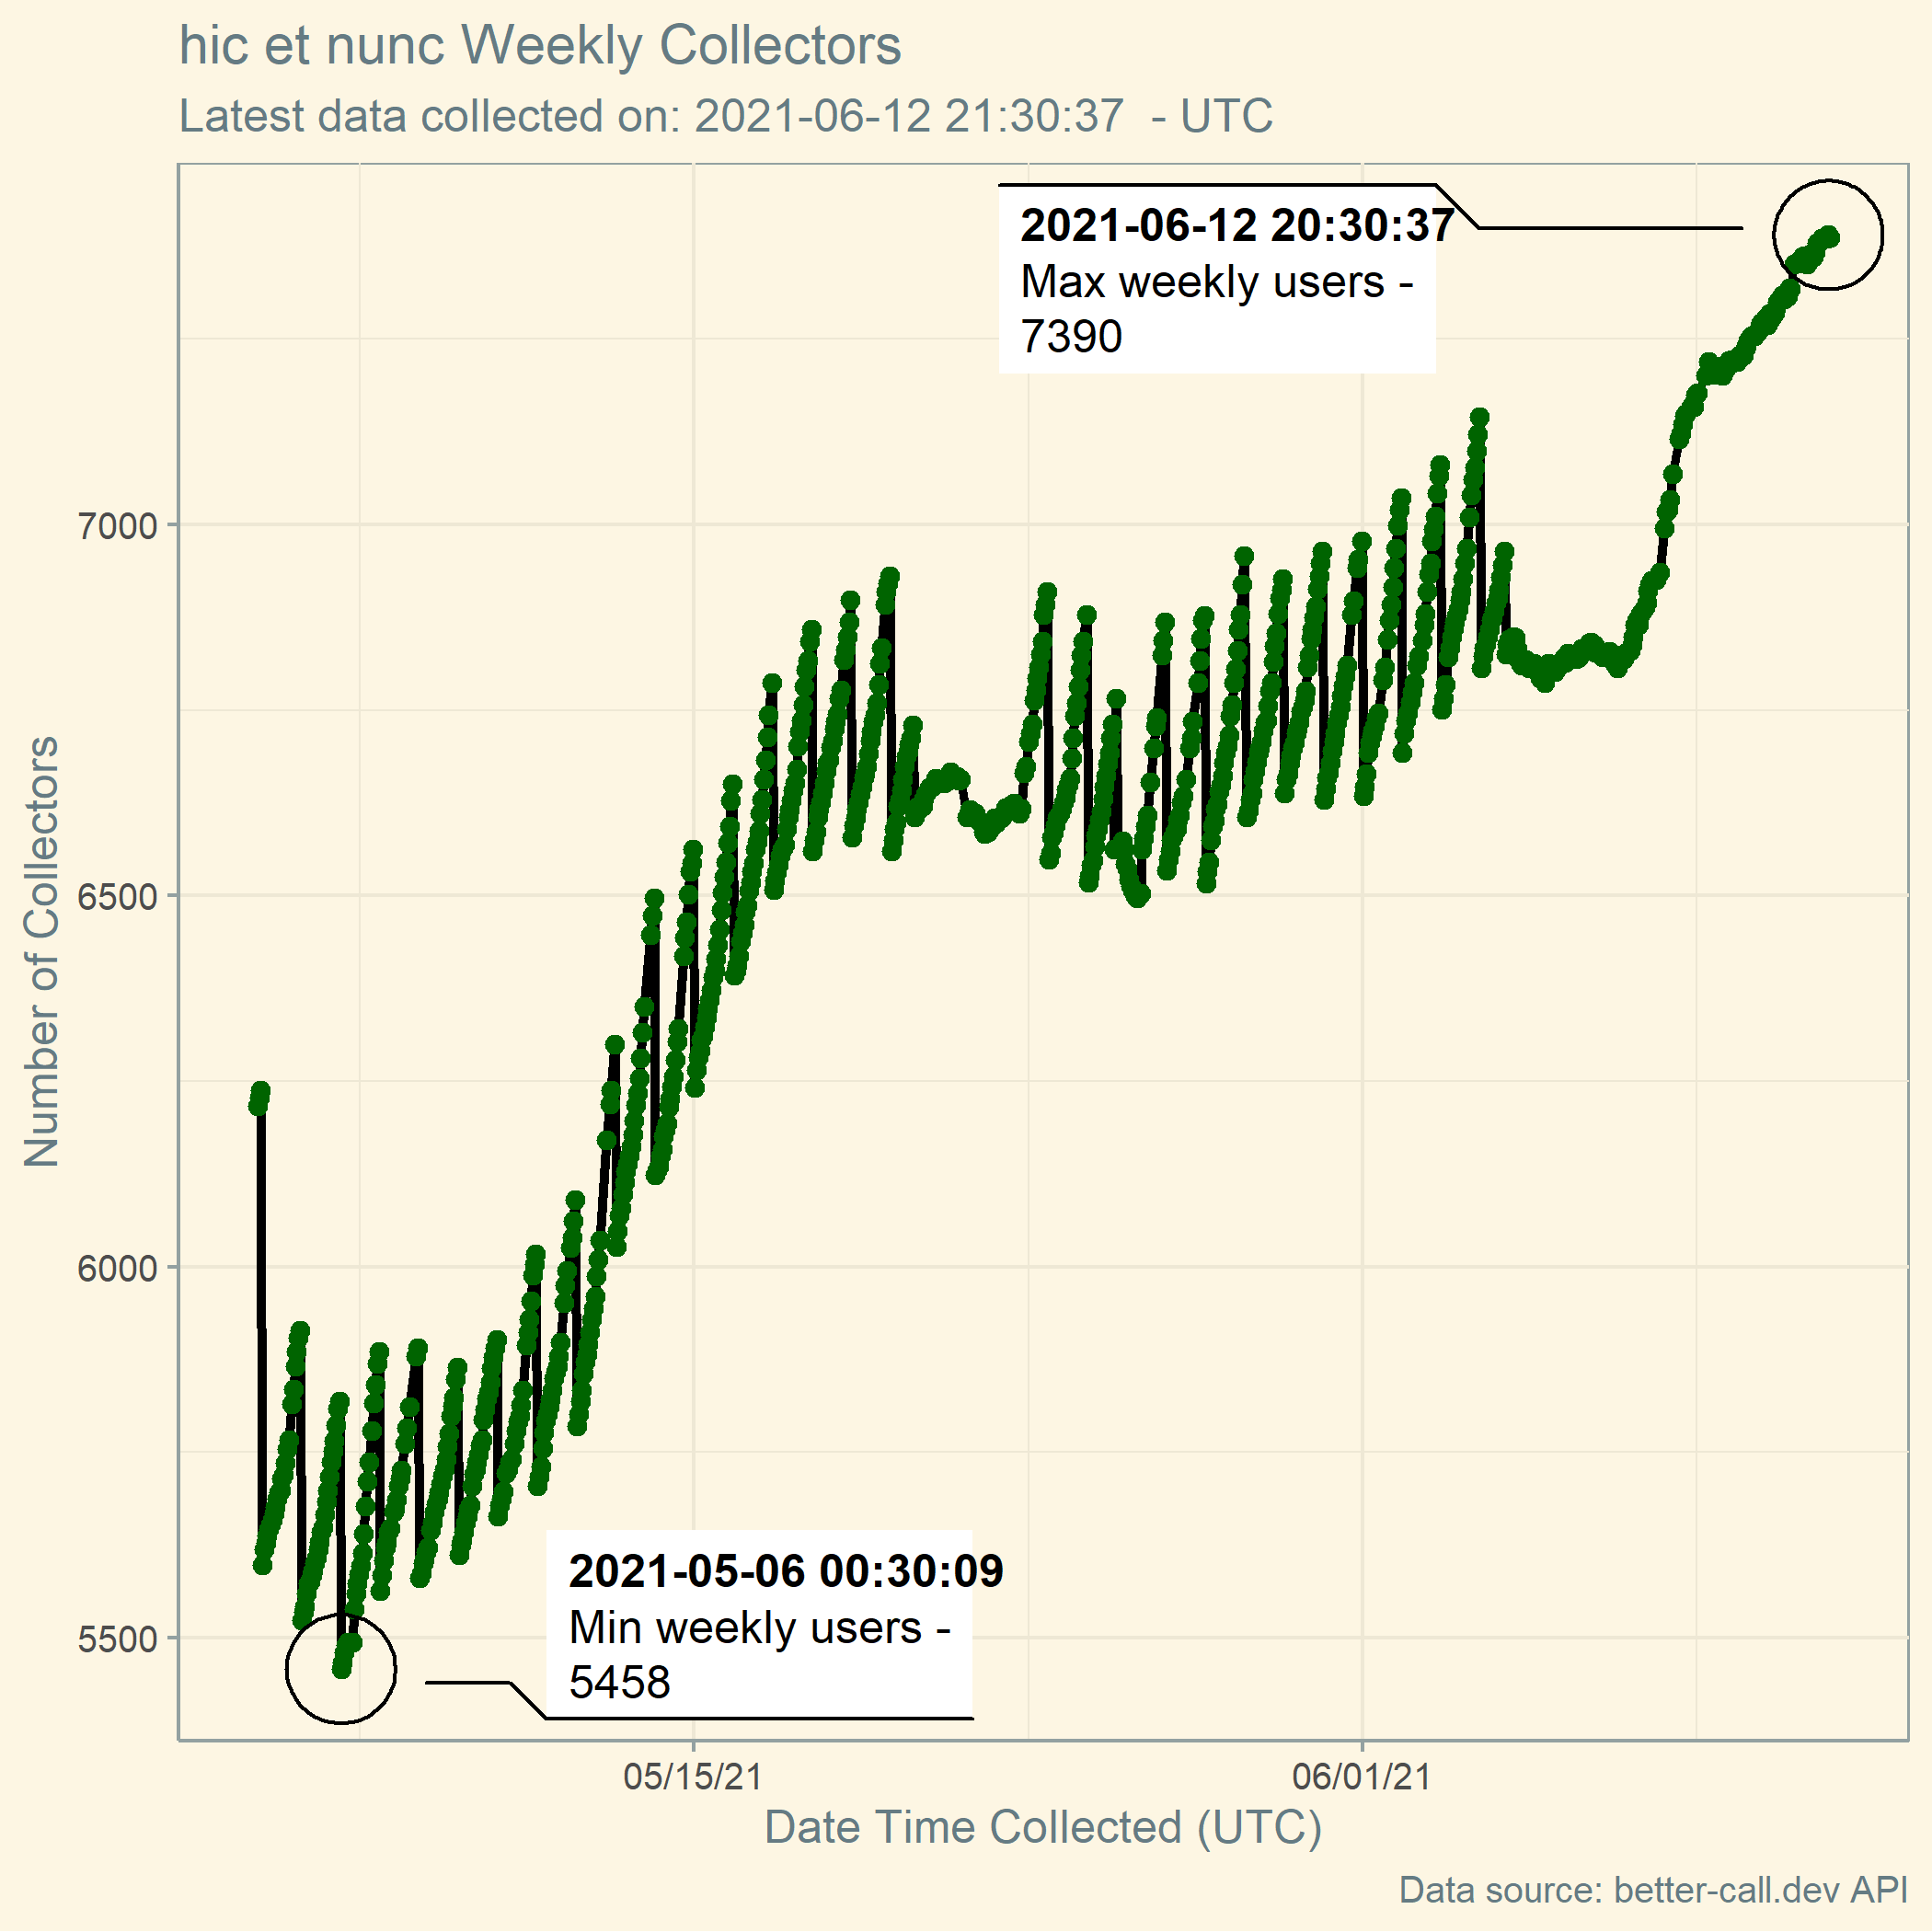 hic et nunc Weekly Collectors
Latest data collected on: 2021-06-12 21:30:37  - UTC
2021-06-12 20:30:37
Max weekly users -
7390
7000
6500
6000
5500
Number of Collectors
2021-05-06 00:30:09
Min weekly users -
5458
05/15/21
06/01/21
Date Time Collected (UTC)
Data source: better-call.dev API